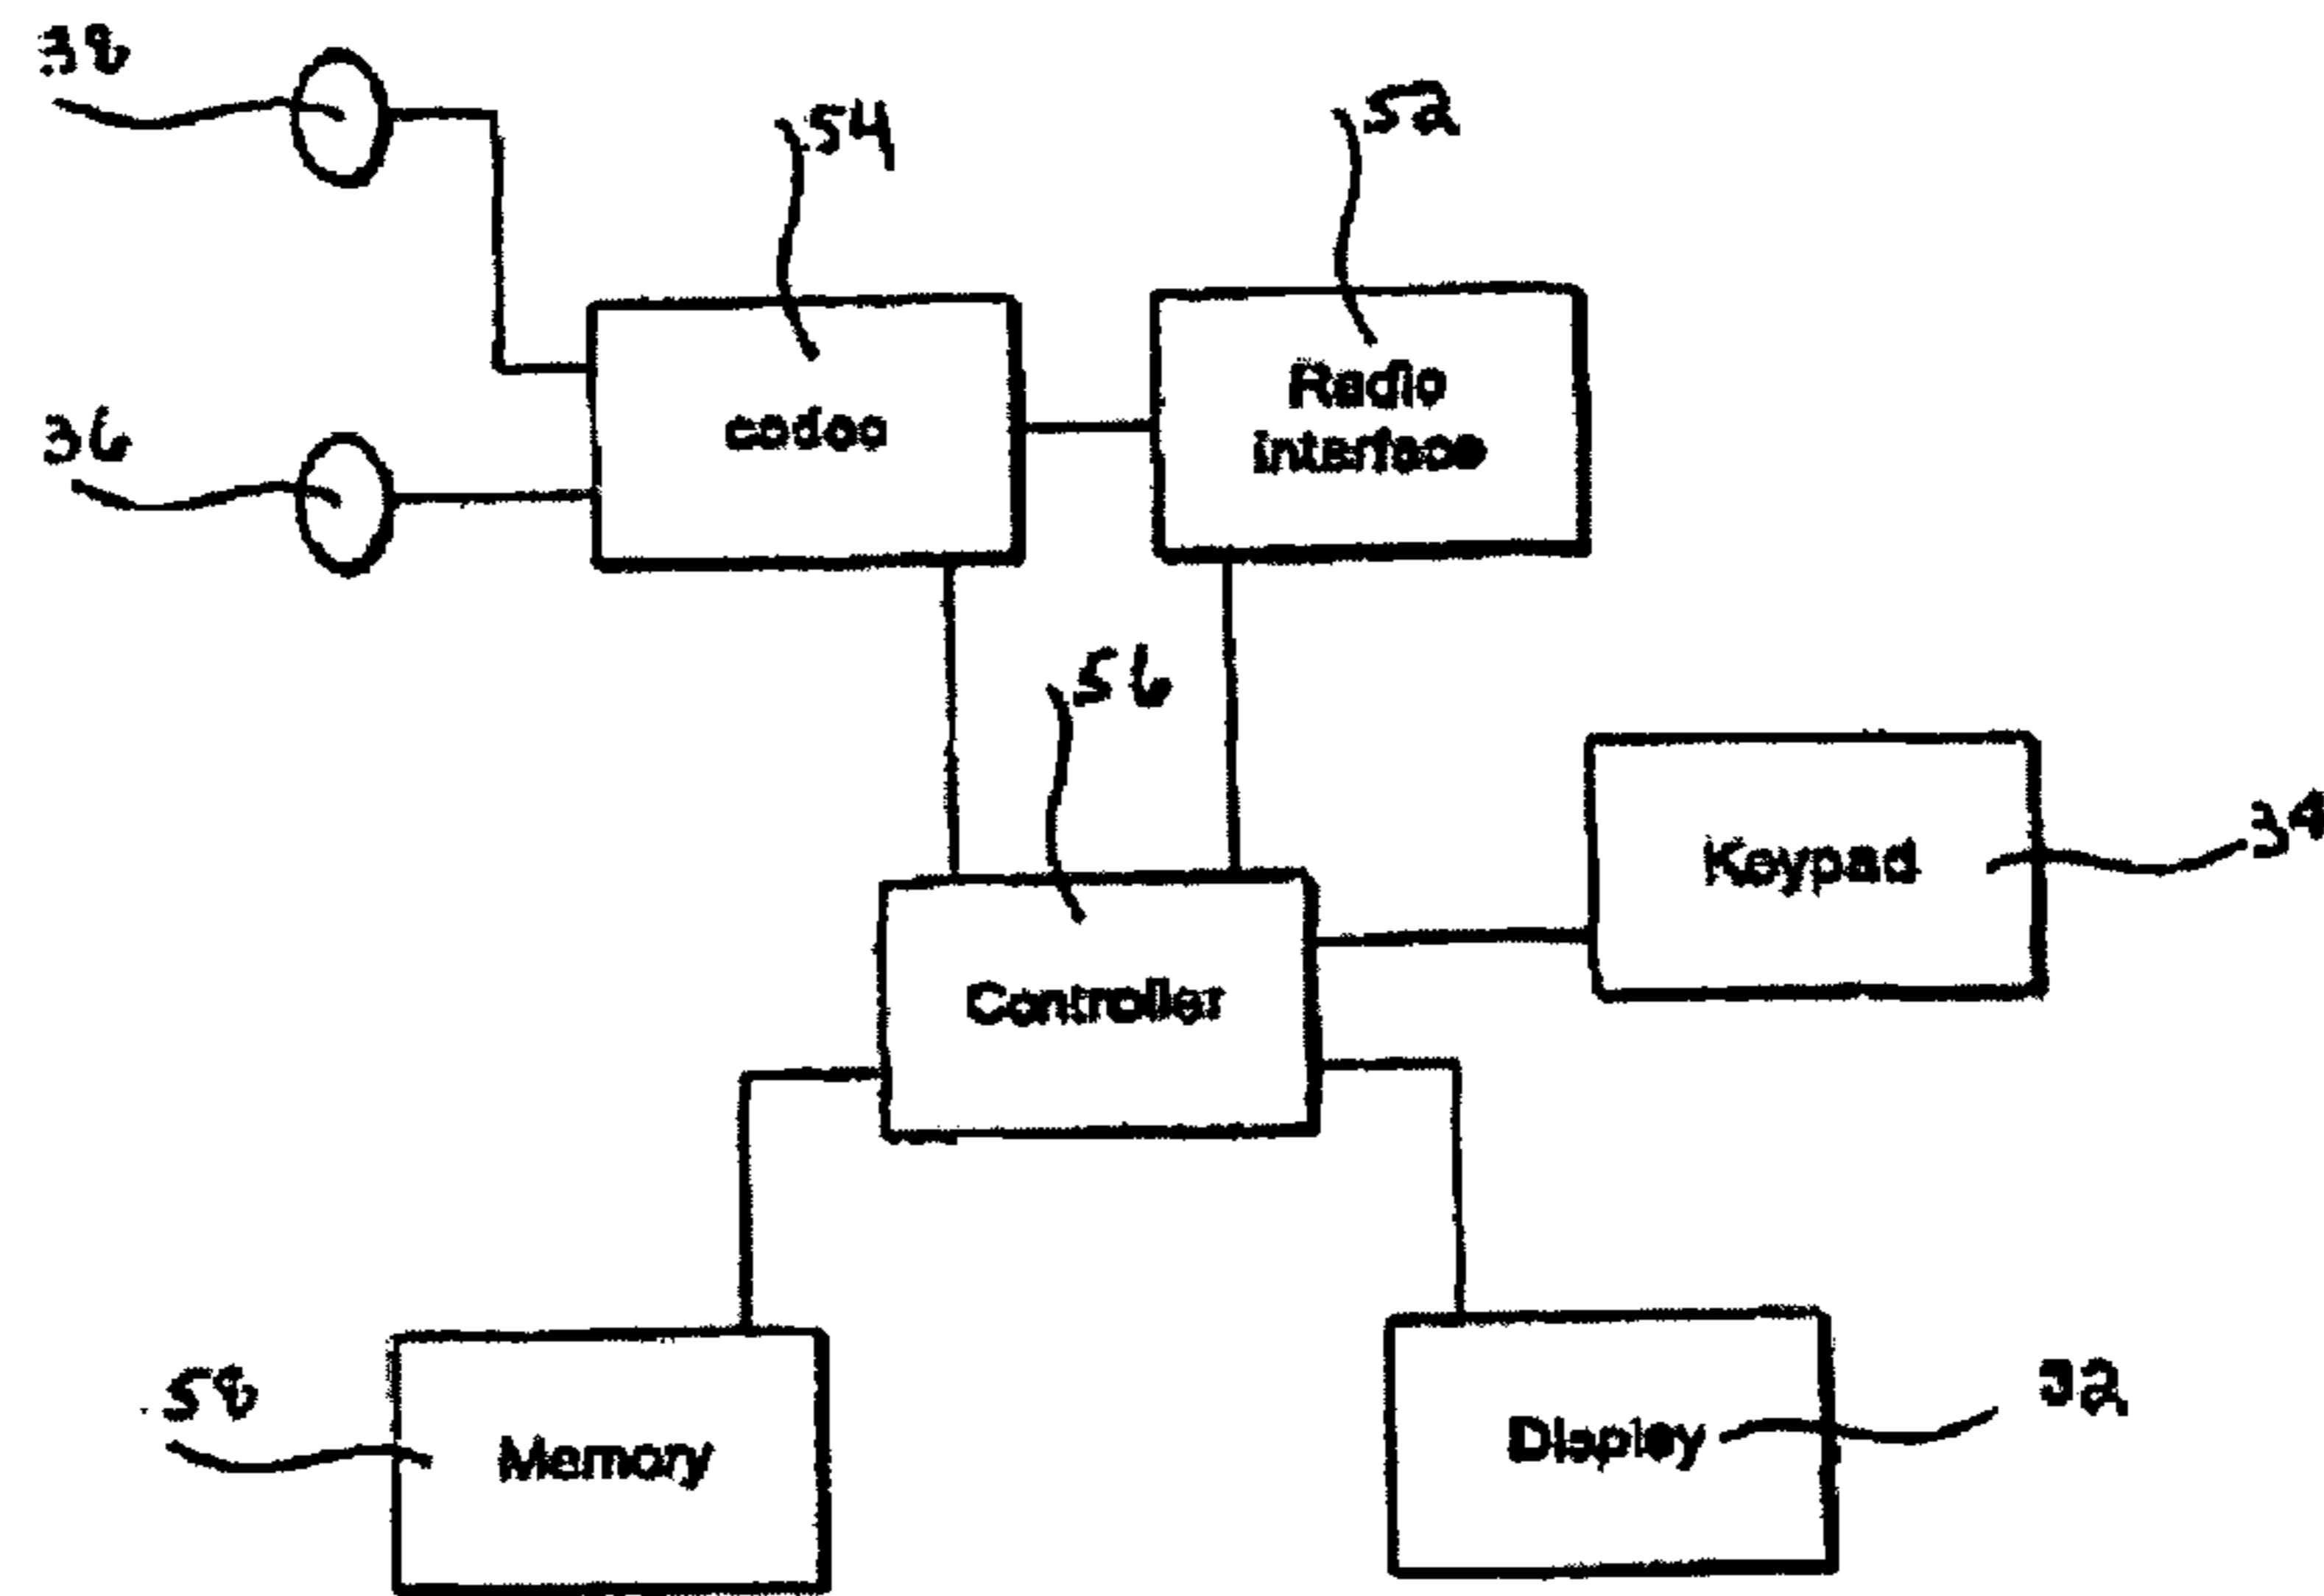 38
54
52
codec
Radio
interface
36
56
Keypad
34
Controller
58
Memory
Display
32